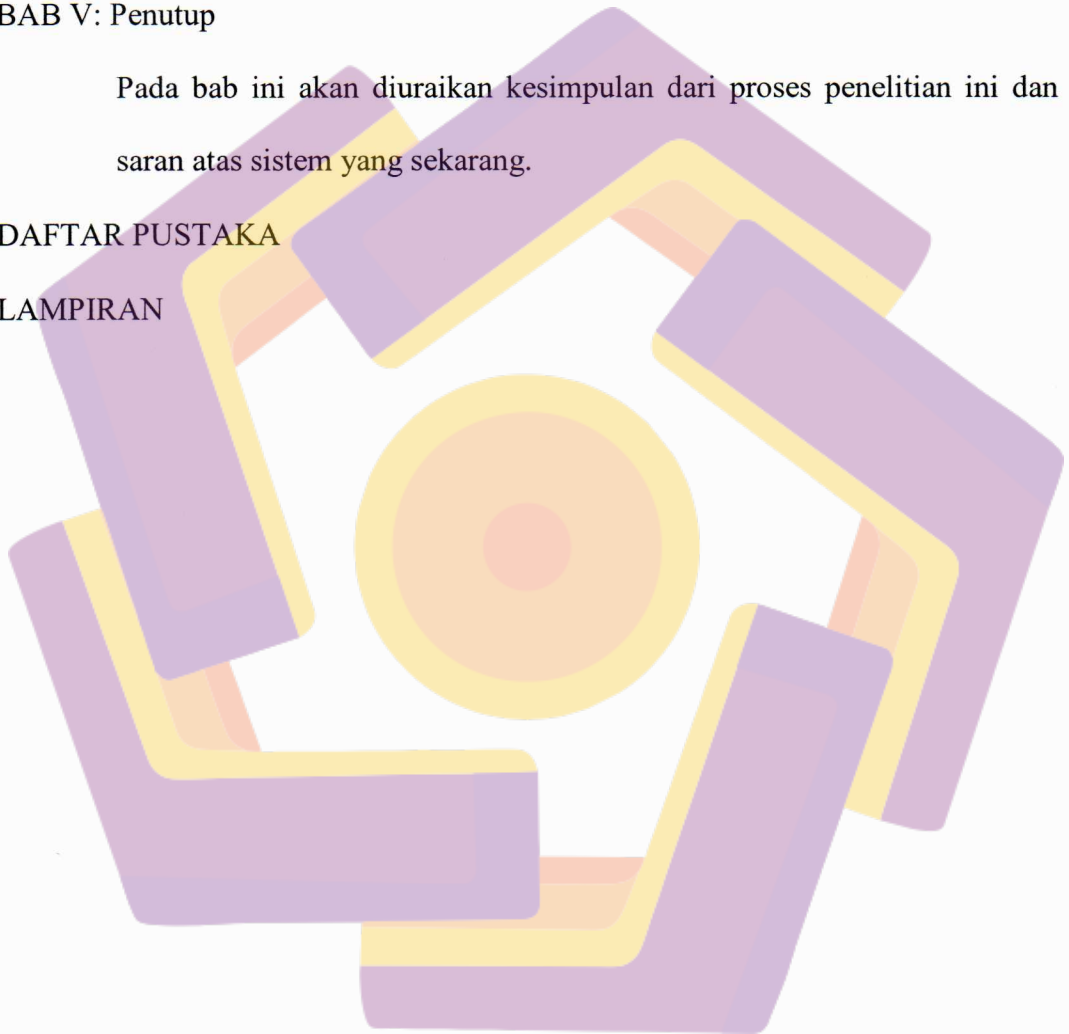 BAB V: Penutup
Pada bab ini akan diuraikan kesimpulan dari proses penelitian ini dan
saran atas sistem yang sekarang.
DAFTAR PUSTAKA
LAMPIRAN